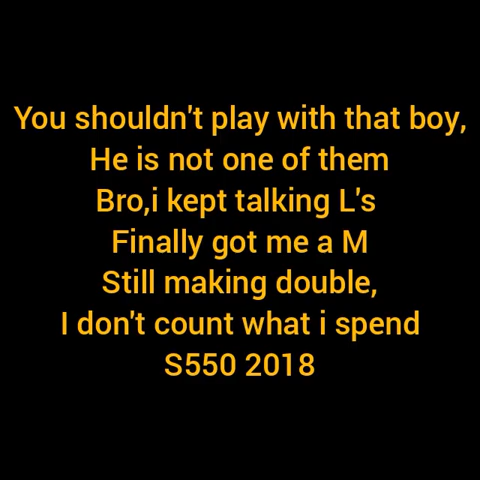 You shouldn't play with that boy,
He is not one of them
Bro,i kept talking L's
Finally got me a M
Still making double,
I don't count what i spend
S550 2018